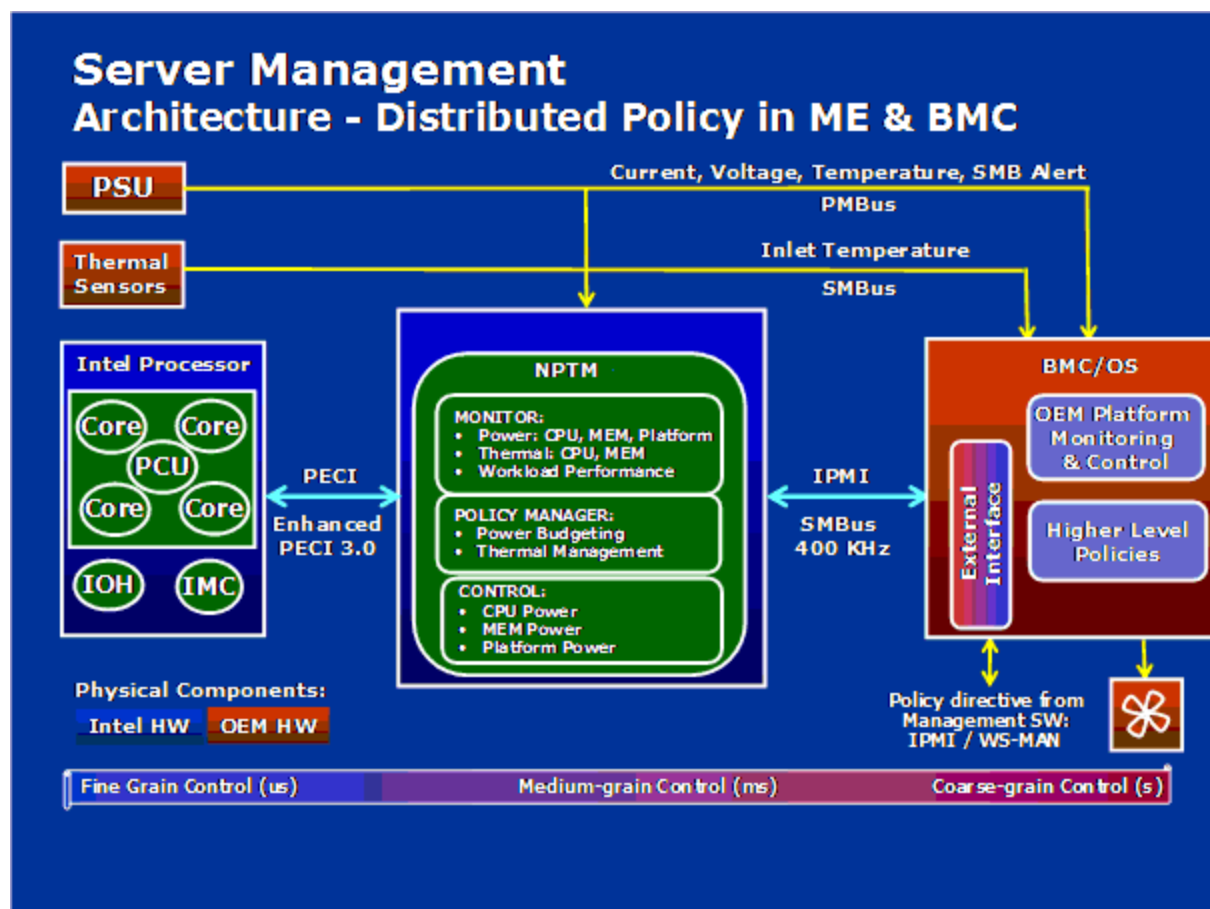 Server Management
Architecture - Distributed Policy in ME & BMC
PSU
Current, Voltage, Temperature, SMB Alert
PMBus
Thermal
Sensors
Inlet Temperature
SMBus
Intel Processor
Core
Core
PCU
Core
Core
IOH
IMC
PECI
Enhanced
PECI 3.0
NPTM
MONITOR:
• Power: CPU, MEM, Platform
• Thermal: CPU, MEM
• Workload Performance
POLICY MANAGER:
• Power Budgeting
• Thermal Management
CONTROL:
• CPU Power
• MEM Power
• Platform Power
IPMI
SMBus
400 KHz
BMC/OS
OEM Platform
Monitoring
& Control
External
Interface
Higher Level
Policies
Physical Components:
Intel HW
OEM HW
Policy directive from
Management SW:
IPMI / WS-MAN
Fine Grain Control (us)
Medium-grain Control (ms)
Coarse-grain Control (s)